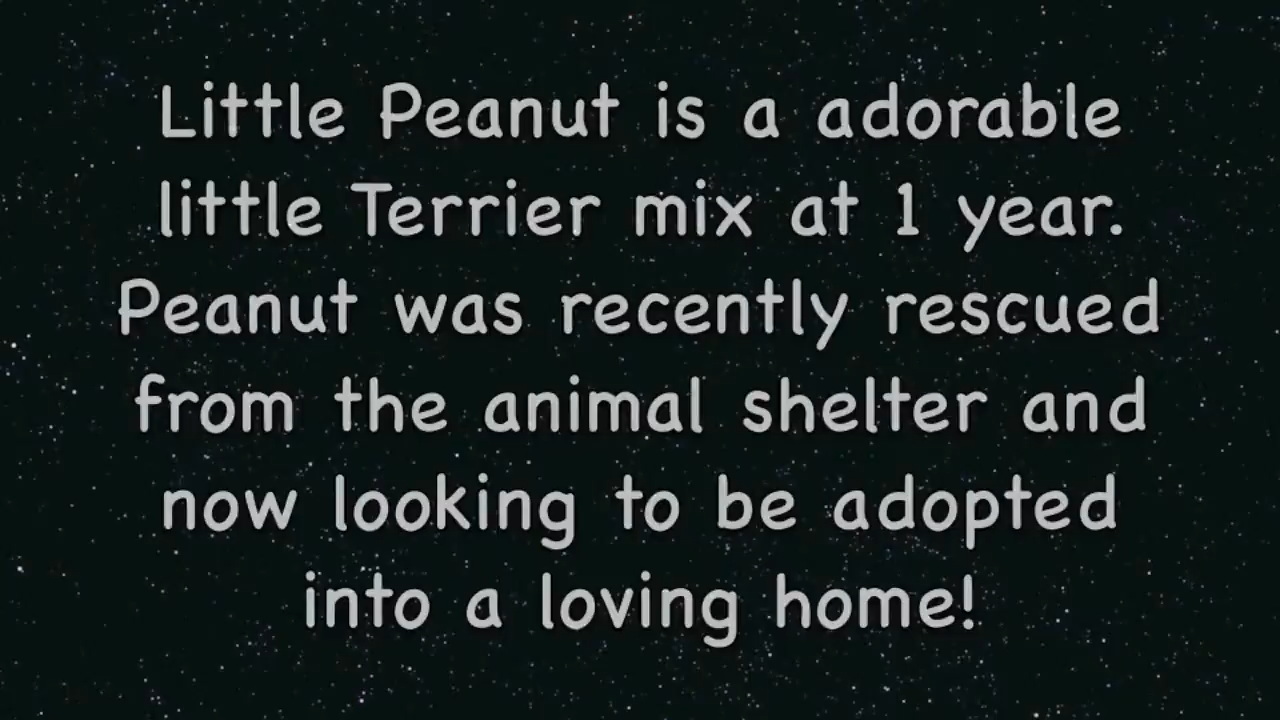 Little Peanut is a adorable
little Terrier mix at 1 year.
Peanut was recently rescued
from the animal shelter and
now looking to be adopted
into a loving home!